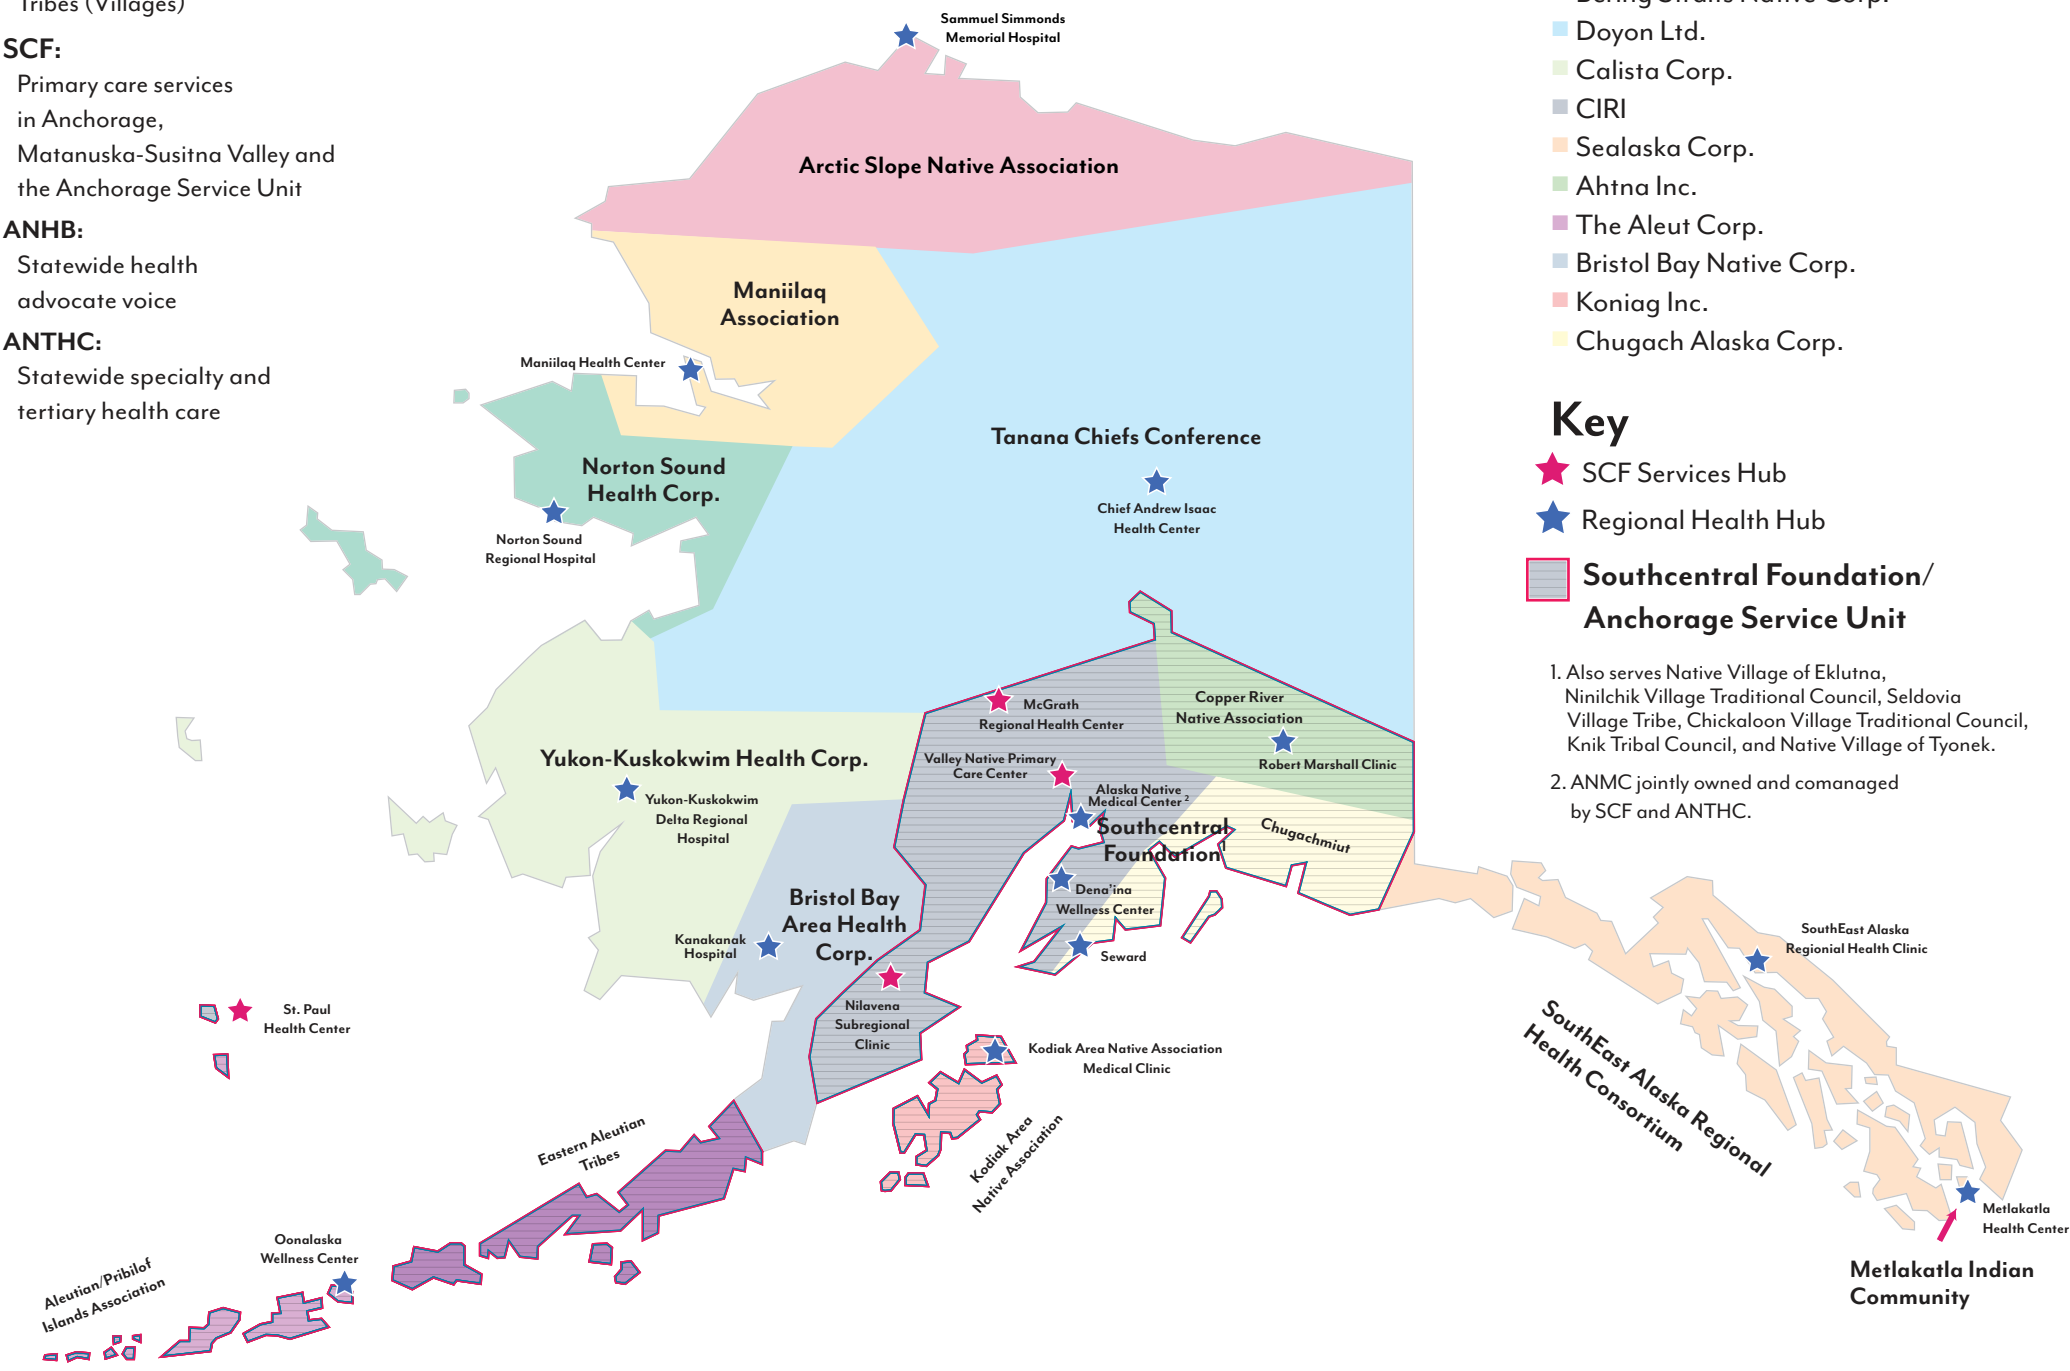 Tribes (Villages)
SCF:
Primary care services
in Anchorage,
Matanuska-Susitna Valley and
the Anchorage Service Unit
ANHB:
Statewide health
advocate voice
ANTHC:
Statewide specialty and
tertiary health care
Sammuel Simmonds
Memorial Hospital
Arctic Slope Native Association
Maniilaq
Association
Maniilaq Health Center
Norton Sound
Health Corp.
Norton Sound
Regional Hospital
Tanana Chiefs Conference
Chief Andrew Isaac
Health Center
McGrath
Regional Health Center
Copper River
Native Association
Robert Marshall Clinic
Valley Native Primary
Care Center
Alaska Native
Medical Center 2
Southcentral
Foundation1
Chugachmiut
Dena'ina
Wellness Center
Seward
Yukon-Kuskokwim Health Corp.
Yukon-Kuskokwim
Delta Regional
Hospital
Bristol Bay
Area Health
Corp.
Kanakanak
Hospital
Nilavena
Subregional
Clinic
St. Paul
Health Center
Kodiak Area Native Association
Medical Clinic
Kodiak Area
Native Association
Eastern Aleutian
Tribes
Oonalaska
Wellness Center
Aleutian/Pribilof
Islands Association
Bering Straits Native Corp.
Doyon Ltd.
Calista Corp.
CIRI
Sealaska Corp.
Ahtna Inc.
The Aleut Corp.
Bristol Bay Native Corp.
Koniag Inc.
Chugach Alaska Corp.
Key
SCF Services Hub
Regional Health Hub
Southcentral Foundation/
Anchorage Service Unit
1. Also serves Native Village of Eklutna,
Ninilchik Village Traditional Council, Seldovia
Village Tribe, Chickaloon Village Traditional Council,
Knik Tribal Council, and Native Village of Tyonek.
2. ANMC jointly owned and comanaged
by SCF and ANTHC.
SouthEast Alaska
Regionial Health Clinic
SouthEast Alaska Regional
Health Consortium
Metlakatla
Health Center
Metlakatla Indian
Community